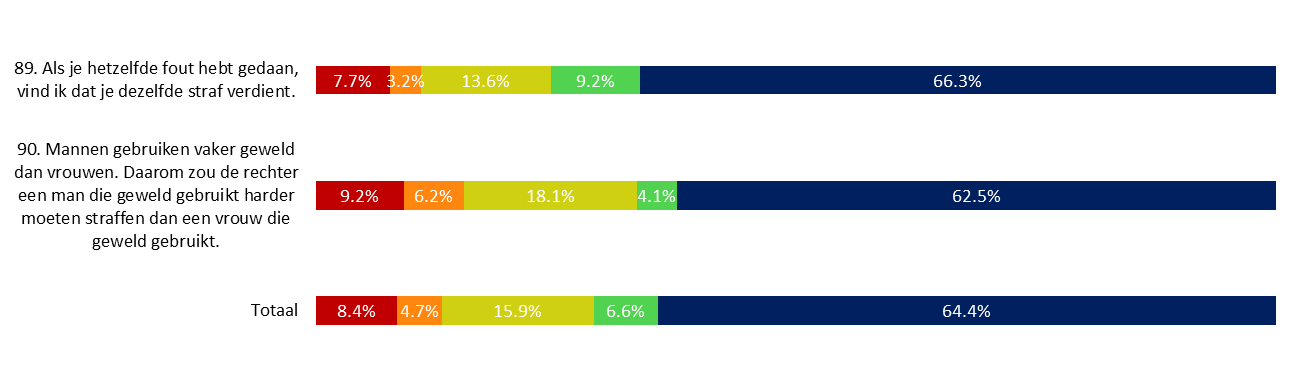 89. Als je hetzelfde fout hebt gedaan,
vind ik dat je dezelfde straf verdient.
7.7% 3.2% 13.6% 9.2% 66.3%
90. Mannen gebruiken vaker geweld
dan vrouwen. Daarom zou de rechter
een man die geweld gebruikt harder
moeten straffen dan een vrouw die
geweld gebruikt.
9.2% 6.2% 18.1% 4.1% 62.5%
Totaal
8.4% 4.7% 15.9% 6.6% 64.4%